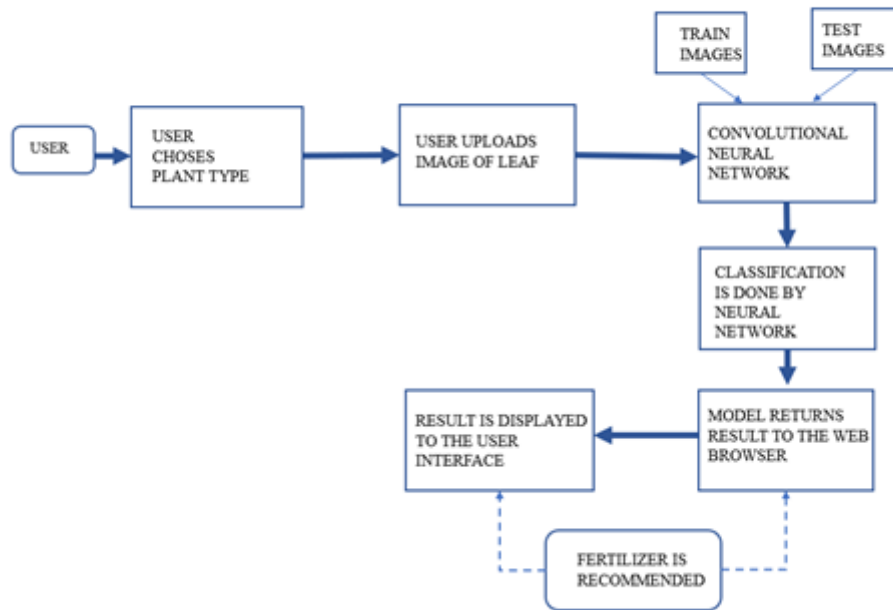 TRAIN
IMAGES
TEST
IMAGES
USER
USER
CHOSES
PLANT TYPE
USER UPLOADS
IMAGE OF LEAF
CONVOLUTIONAL
NEURAL
NETWORK
CLASSIFICATION
IS DONE BY
NEURAL
NETWORK
RESULT IS DISPLAYED
TO THE USER
INTERFACE
MODEL RETURNS
RESULT TO THE WEB
BROWSER
FERTILIZER IS
RECOMMENDED